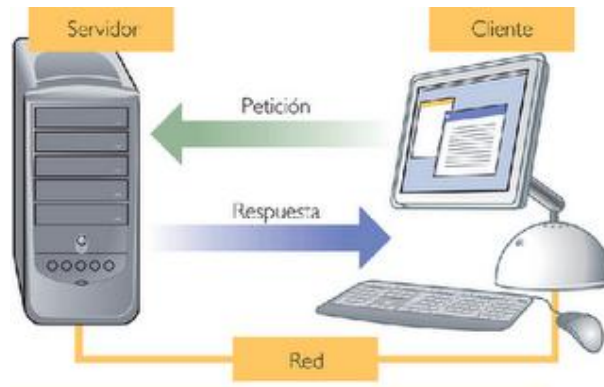 Servidor
Cliente
Petición
Respuesta
Red